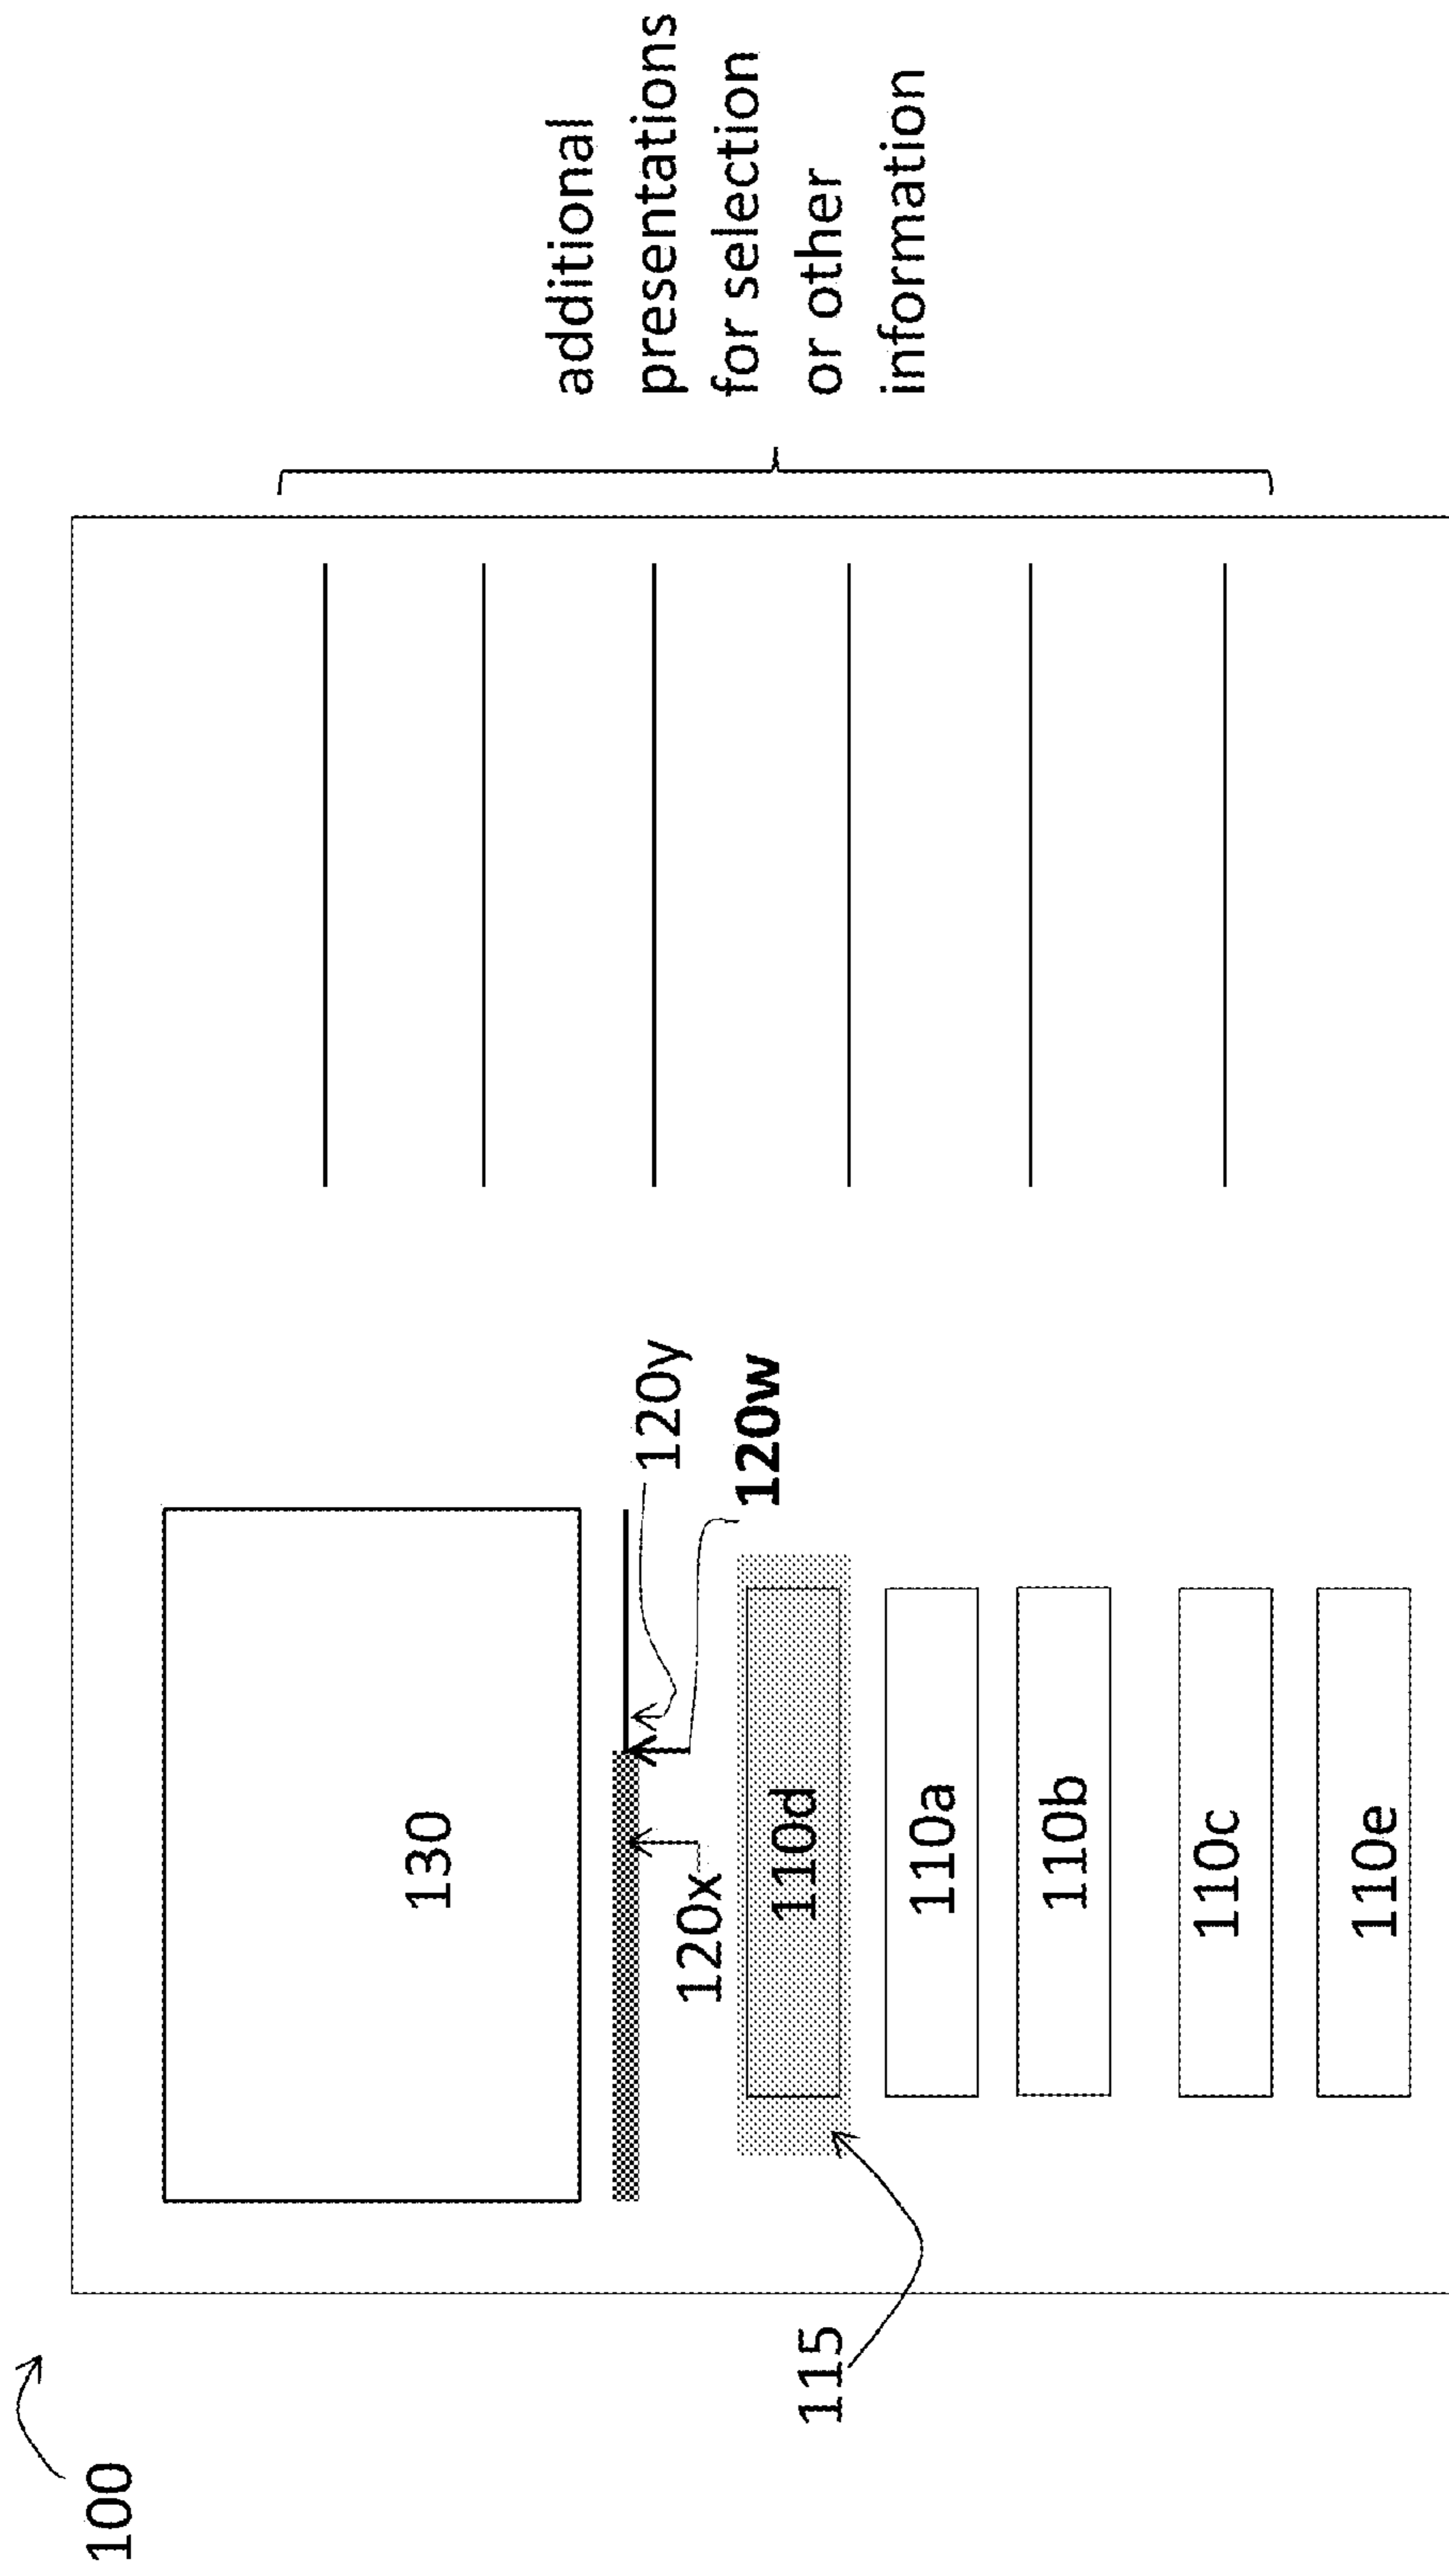 100
130
120y
120w
120x
115
110d
110a
110b
110c
110e
additional
presentations
for selection
or other
information